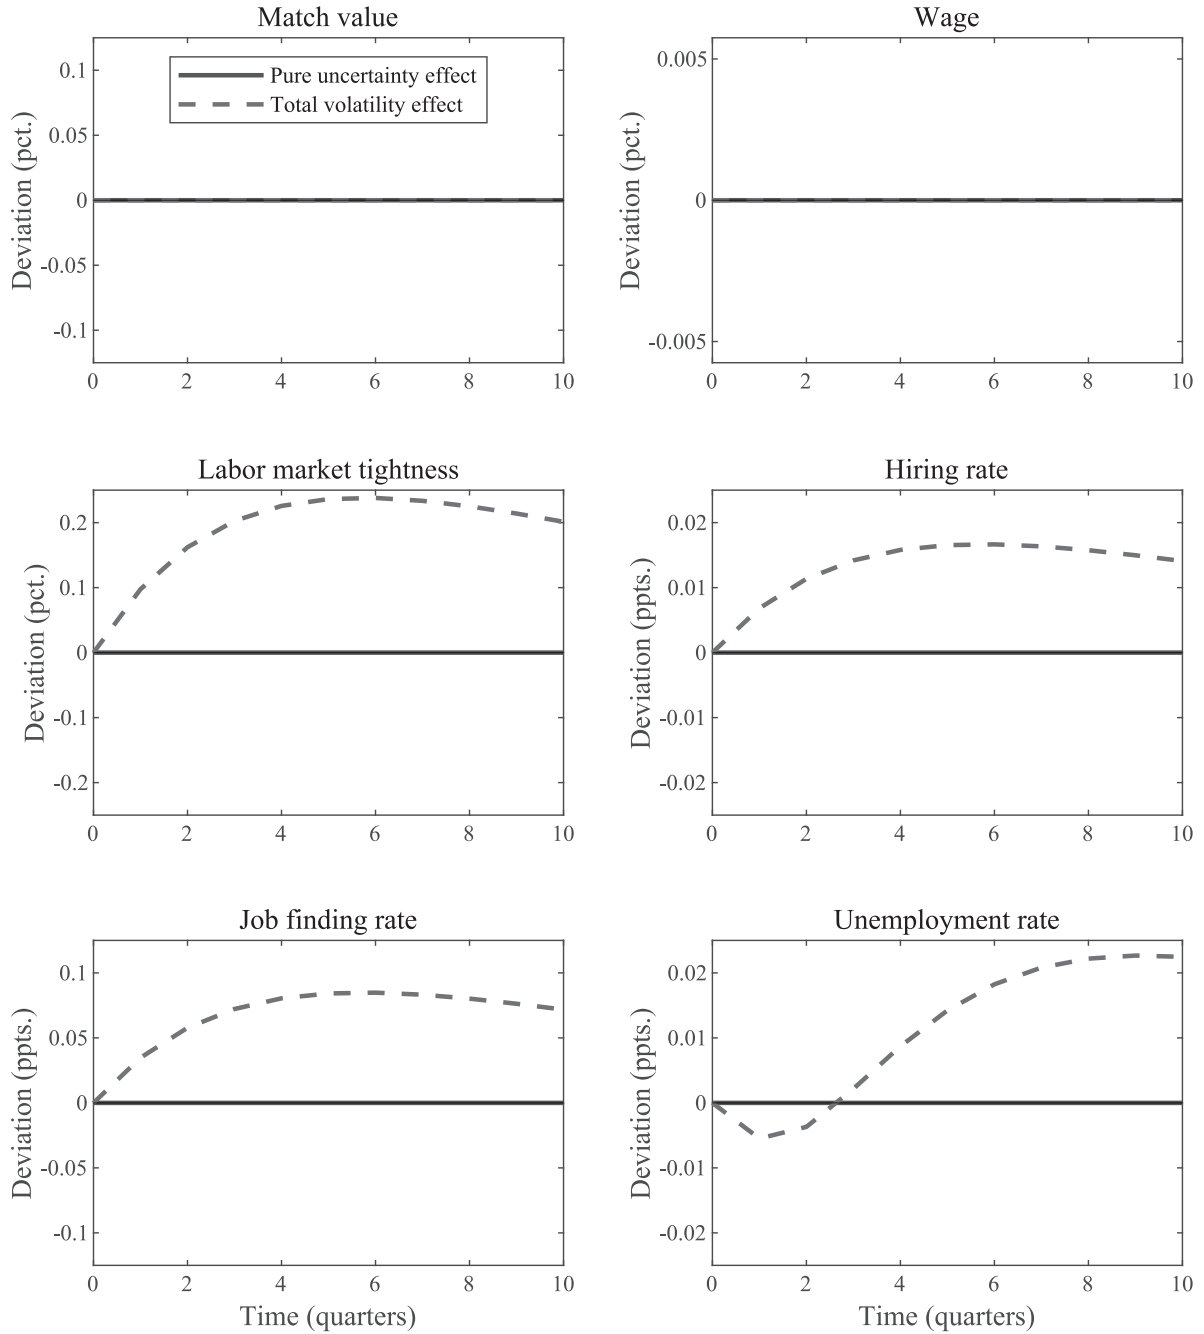 Match value
Deviation (pct.)
0.1
0.05
0
-0.05
-0.1
Pure uncertainty effect
Total volatility effect
0 2 4 6 8 10
Wage
Deviation (pct.)
0.005
0
-0.005
0 2 4 6 8 10
Labor market tightness
Deviation (pct.)
0.2
0.1
0
-0.1
-0.2
0 2 4 6 8 10
Hiring rate
Deviation (ppts.)
0.02
0.01
0
-0.01
-0.02
0 2 4 6 8 10
Job finding rate
Deviation (ppts.)
0.1
0.05
0
-0.05
-0.1
0 2 4 6 8 10
Time (quarters)
Unemployment rate
Deviation (ppts.)
0.02
0.01
0
-0.01
-0.02
0 2 4 6 8 10
Time (quarters)